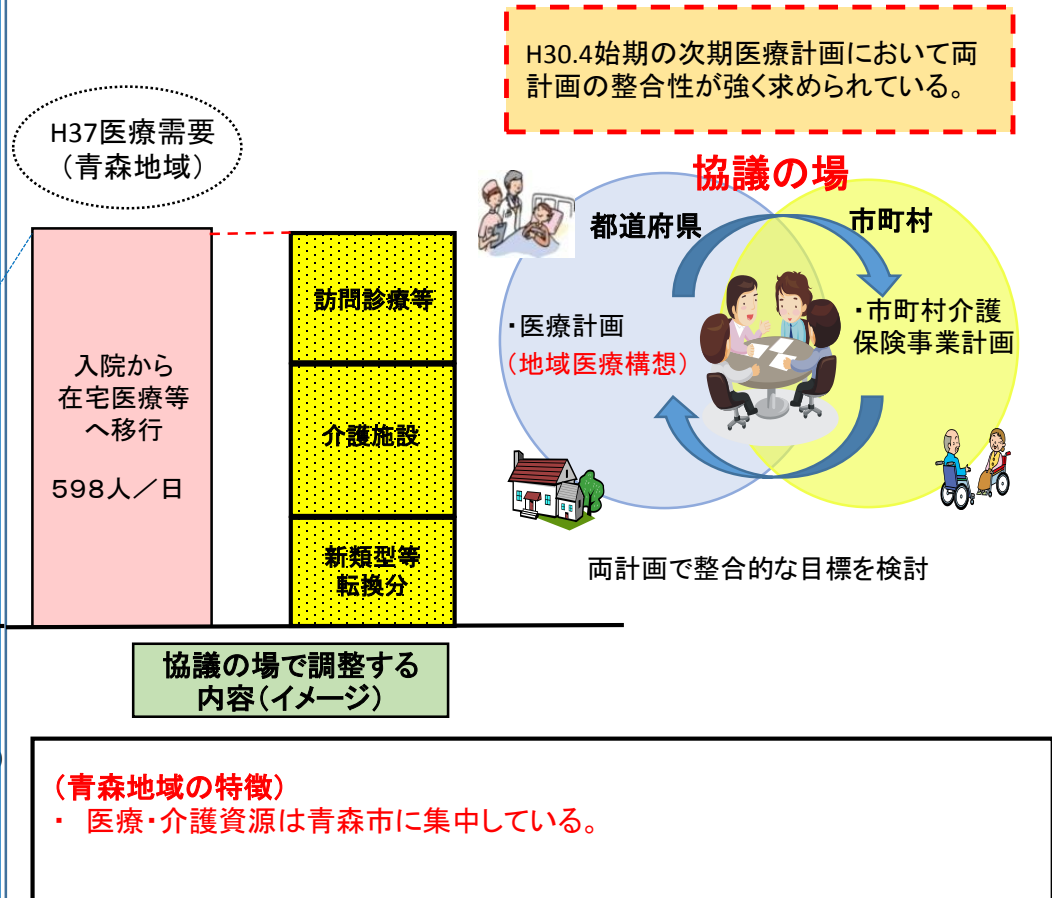 H30.4始期の次期医療計画において両
計画の整合性が強く求められている。
H37医療需要
（青森地域）
協議の場
都道府県
市町村
・医療計画
（地域医療構想）
・市町村介護
保険事業計画
両計画で整合的な目標を検討
入院から
在宅医療等
へ移行
５９８人／日
訪問診療等
介護施設
新類型等
転換分
協議の場で調整する
内容（イメージ）
（青森地域の特徴）
・ 医療・介護資源は青森市に集中している。